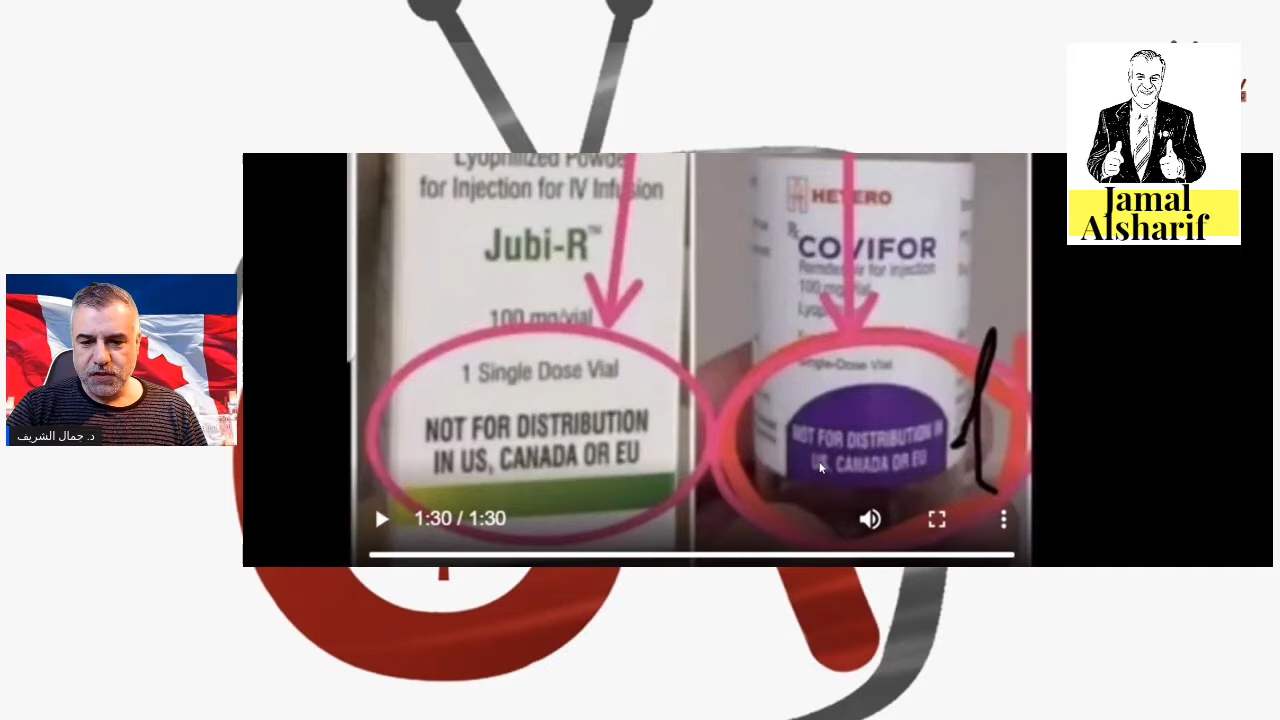 Lyophilized Powder
for Injection for IV Infusion
Jubi-R™
100 mg/vial
1 Single Dose Vial
NOT FOR DISTRIBUTION
IN US, CANADA OR EU
HETERO
Rx
COVIFOR
Remdesivir for injection
100 mg/vial
Single-Dose Vial
NOT FOR DISTRIBUTION IN
US, CANADA OR EU
1:30 / 1:30
Jamal
Alsharif
د. جمال الشريف